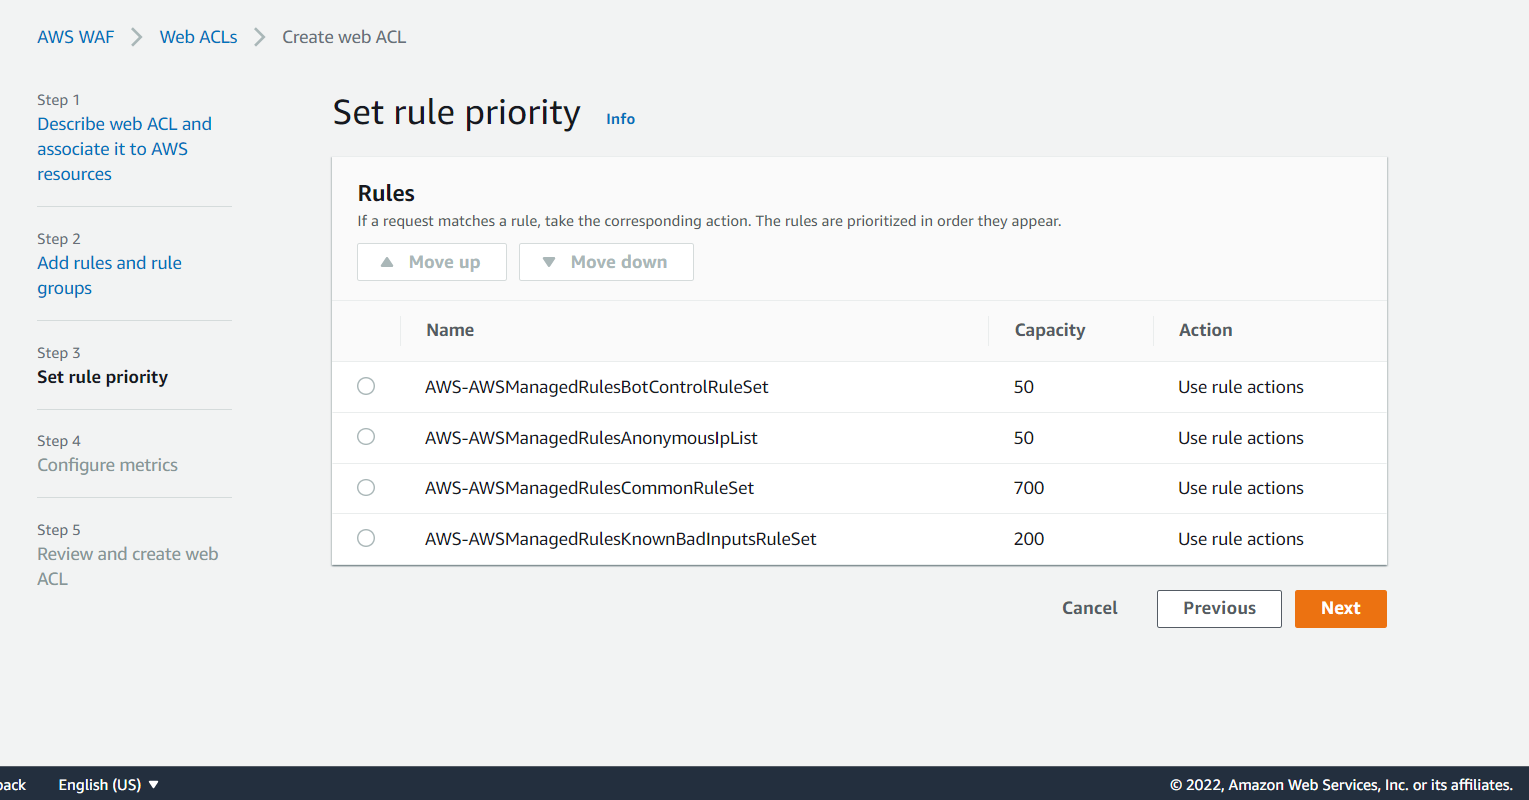 AWS WAF > Web ACLs > Create web ACL
Step 1
Describe web ACL and
associate it to AWS
resources
Step 2
Add rules and rule
groups
Step 3
Set rule priority
Step 4
Configure metrics
Step 5
Review and create web
ACL
Set rule priority Info
Rules
If a request matches a rule, take the corresponding action. The rules are prioritized in order they appear.
▲ Move up ▼ Move down
Name Capacity Action
AWS-AWSManagedRulesBotControlRuleSet 50 Use rule actions
AWS-AWSManagedRulesAnonymousIpList 50 Use rule actions
AWS-AWSManagedRulesCommonRuleSet 700 Use rule actions
AWS-AWSManagedRulesKnownBadInputsRuleSet 200 Use rule actions
Cancel Previous Next
back English (US) ▼ © 2022, Amazon Web Services, Inc. or its affiliates.